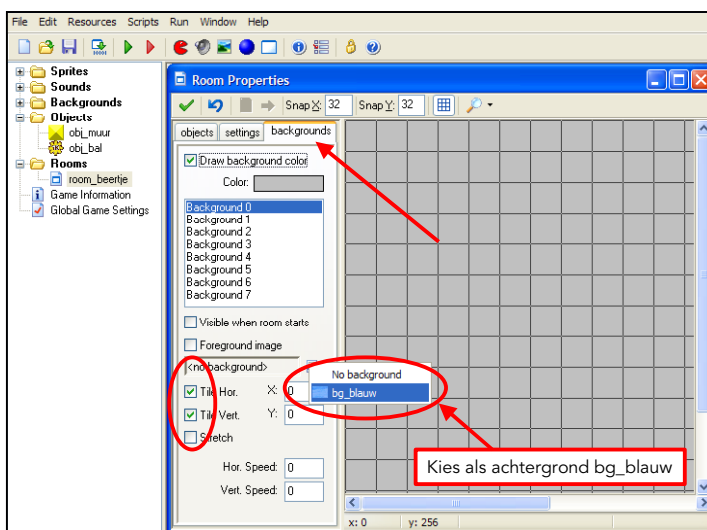 File Edit Resources Scripts Run Window Help
Sprites
Sounds
Backgrounds
Objects
obj_muur
obj_bal
Rooms
room_beertje
Game Information
Global Game Settings
Room Properties
Snap X: 32 Snap Y: 32
objects settings backgrounds
Draw background color
Color:
Background 0
Background 1
Background 2
Background 3
Background 4
Background 5
Background 6
Background 7
Visible when room starts
Foreground image
<no background>
No background
bg_blauw
Tile Hor. X: 0
Tile Vert. Y: 0
Stretch
Hor. Speed: 0
Vert. Speed: 0
Kies als achtergrond bg_blauw
x: 0 y: 256